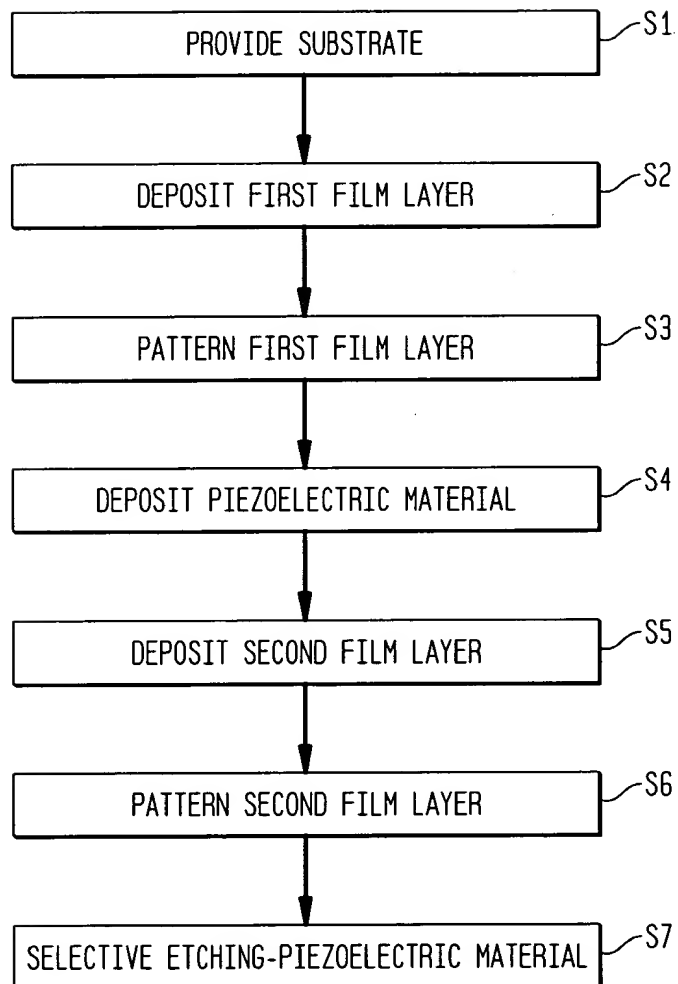 PROVIDE SUBSTRATE
S1
DEPOSIT FIRST FILM LAYER
S2
PATTERN FIRST FILM LAYER
S3
DEPOSIT PIEZOELECTRIC MATERIAL
S4
DEPOSIT SECOND FILM LAYER
S5
PATTERN SECOND FILM LAYER
S6
SELECTIVE ETCHING-PIEZOELECTRIC MATERIAL
S7